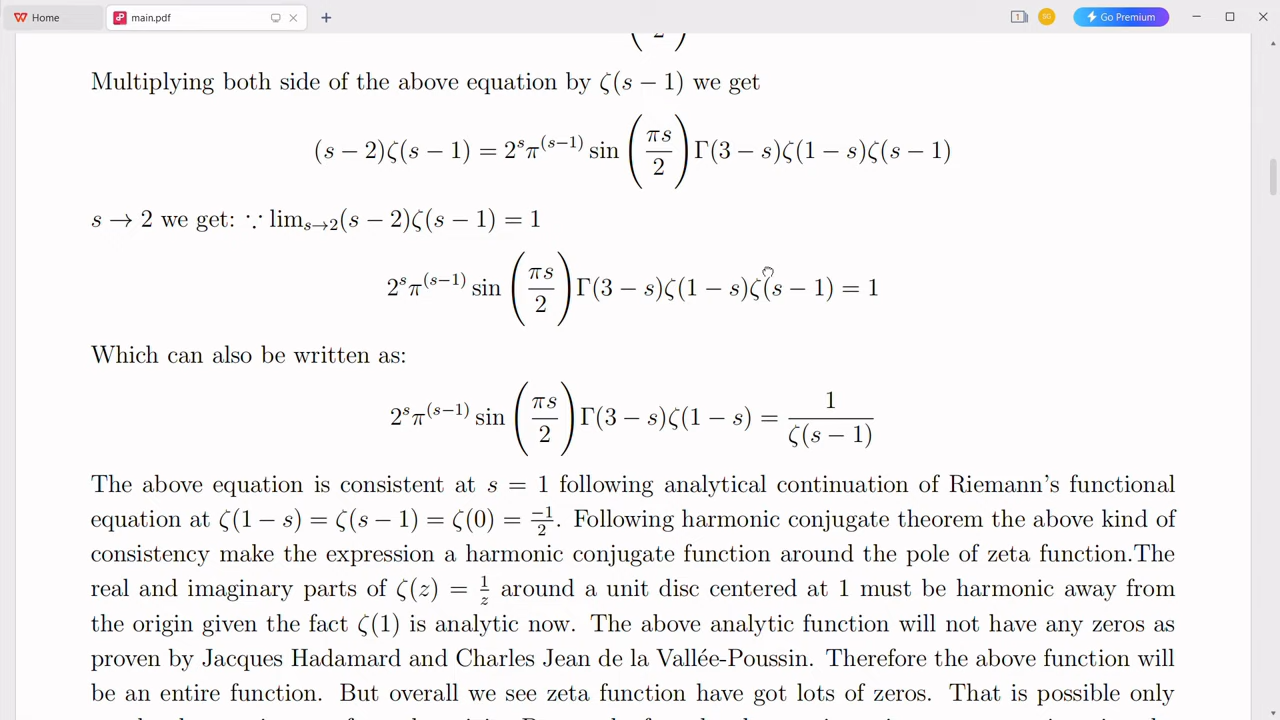 Home
main.pdf
1
SG
Go Premium
2
Multiplying both side of the above equation by ζ(s − 1) we get
(s − 2)ζ(s − 1) = 2^s π^(s−1) sin (πs/2) Γ(3 − s)ζ(1 − s)ζ(s − 1)
s → 2 we get: ∵ lim_{s→2}(s − 2)ζ(s − 1) = 1
2^s π^(s−1) sin (πs/2) Γ(3 − s)ζ(1 − s)ζ(s − 1) = 1
Which can also be written as:
2^s π^(s−1) sin (πs/2) Γ(3 − s)ζ(1 − s) = 1/ζ(s − 1)
The above equation is consistent at s = 1 following analytical continuation of Riemann's functional
equation at ζ(1 − s) = ζ(s − 1) = ζ(0) = −1/2. Following harmonic conjugate theorem the above kind of
consistency make the expression a harmonic conjugate function around the pole of zeta function.The
real and imaginary parts of ζ(z) = 1/z around a unit disc centered at 1 must be harmonic away from
the origin given the fact ζ(1) is analytic now. The above analytic function will not have any zeros as
proven by Jacques Hadamard and Charles Jean de la Vallée-Poussin. Therefore the above function will
be an entire function. But overall we see zeta function have got lots of zeros. That is possible only